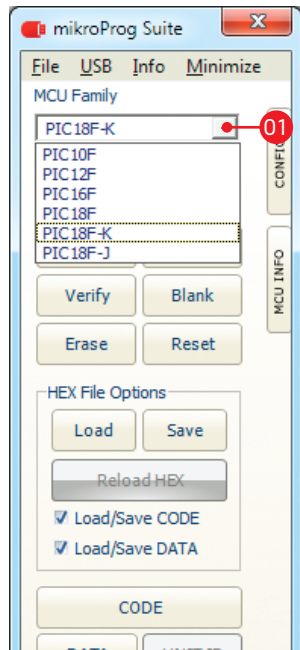 mikroProg Suite
File USB Info Minimize
MCU Family
PIC18F-K
01
PIC10F
PIC12F
PIC16F
PIC18F
PIC18F-K
PIC18F-J
MCU INFO
Verify Blank
Erase Reset
HEX File Options
Load Save
Reload HEX
Load/Save CODE
Load/Save DATA
CODE